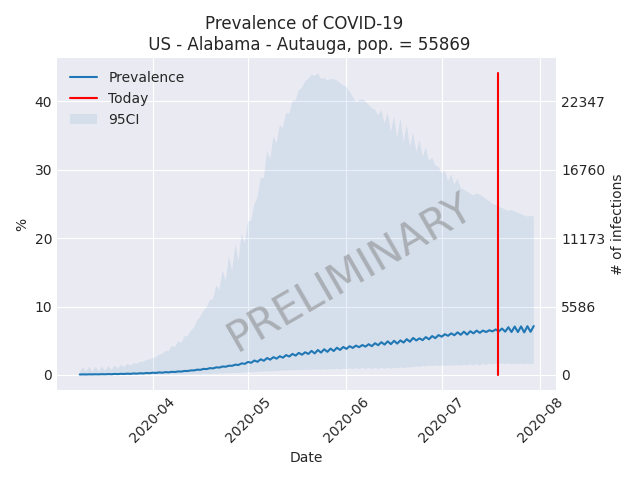 Prevalence of COVID-19
US - Alabama - Autauga, pop. = 55869
Prevalence
Today
95CI
40
30
20
10
0
%
22347
16760
11173
5586
0
# of infections
PRELIMINARY
2020-04
2020-05
2020-06
2020-07
2020-08
Date